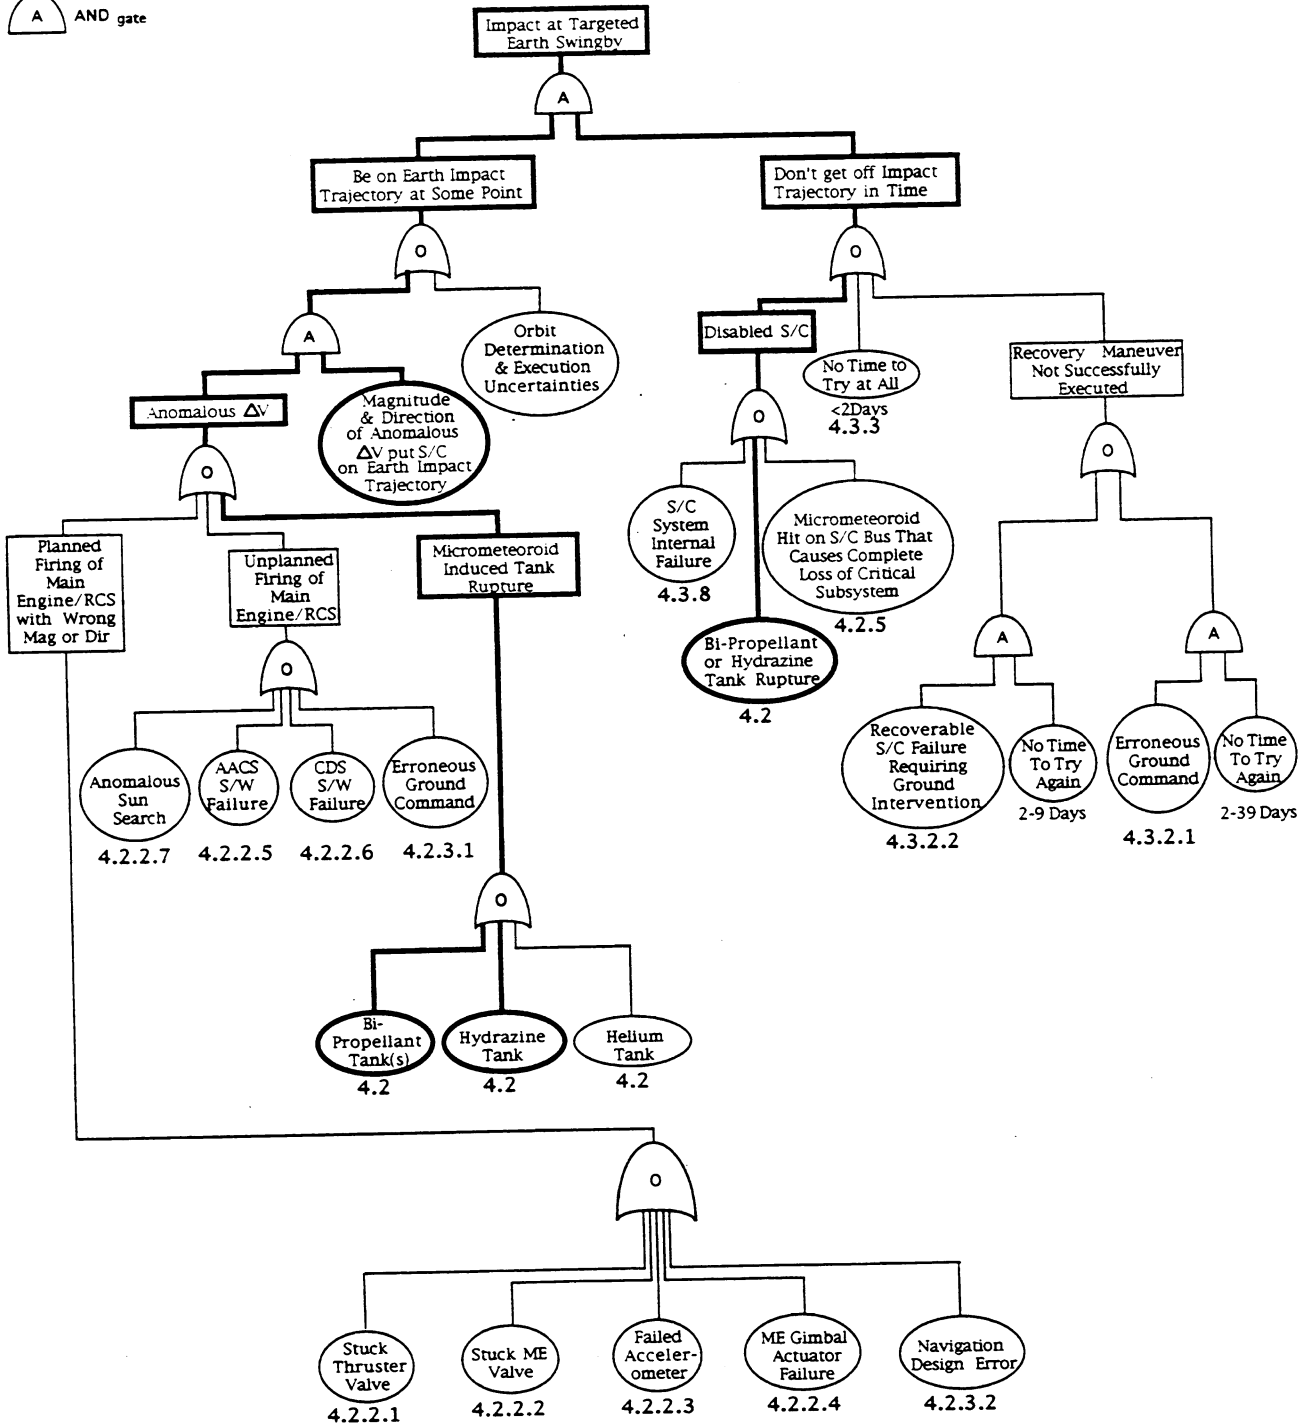 A AND gate
Impact at Targeted
Earth Swingby
A
Be on Earth Impact
Trajectory at Some Point
Don't get off Impact
Trajectory in Time
O
O
A
Orbit
Determination
& Execution
Uncertainties
Disabled S/C
No Time to
Try at All
<2Days
4.3.3
Recovery Maneuver
Not Successfully
Executed
Anomalous ΔV
Magnitude
& Direction
of Anomalous
ΔV put S/C
on Earth Impact
Trajectory
O
O
O
S/C
System
Internal
Failure
4.3.8
Micrometeoroid
Hit on S/C Bus That
Causes Complete
Loss of Critical
Subsystem
4.2.5
Bi-Propellant
or Hydrazine
Tank Rupture
4.2
Planned
Firing of
Main
Engine/RCS
with Wrong
Mag or Dir
Unplanned
Firing of
Main
Engine/RCS
Micrometeoroid
Induced Tank
Rupture
O
A
A
Recoverable
S/C Failure
Requiring
Ground
Intervention
4.3.2.2
No Time
To Try
Again
2-9 Days
Erroneous
Ground
Command
4.3.2.1
No Time
To Try
Again
2-39 Days
Anomalous
Sun
Search
4.2.2.7
AACS
S/W
Failure
4.2.2.5
CDS
S/W
Failure
4.2.2.6
Erroneous
Ground
Command
4.2.3.1
O
Bi-
Propellant
Tank(s)
4.2
Hydrazine
Tank
4.2
Helium
Tank
4.2
O
Stuck
Thruster
Valve
4.2.2.1
Stuck ME
Valve
4.2.2.2
Failed
Acceler-
ometer
4.2.2.3
ME Gimbal
Actuator
Failure
4.2.2.4
Navigation
Design Error
4.2.3.2